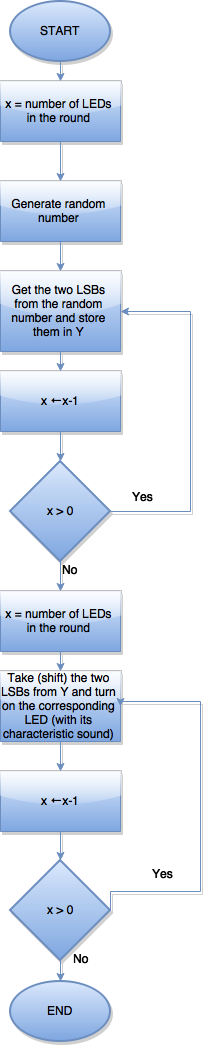 START
x = number of LEDs
in the round
Generate random
number
Get the two LSBs
from the random
number and store
them in Y
x ←x-1
x > 0
Yes
No
x = number of LEDs
in the round
Take (shift) the two
LSBs from Y and turn
on the corresponding
LED (with its
characteristic sound)
x ←x-1
x > 0
Yes
No
END